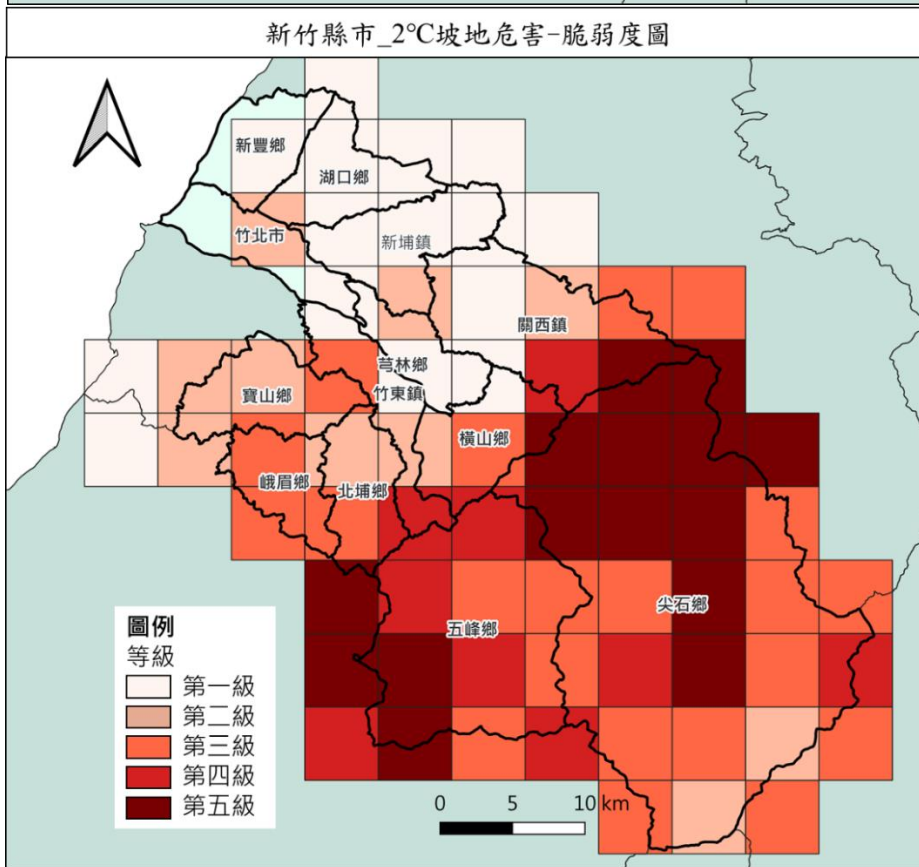 新竹縣市_2°C坡地危害-脆弱度圖
新豐鄉
湖口鄉
竹北市
新埔鎮
關西鎮
芎林鄉
寶山鄉
竹東鎮
橫山鄉
峨眉鄉
北埔鄉
尖石鄉
五峰鄉
圖例
等級
第一級
第二級
第三級
第四級
第五級
0 5 10 km